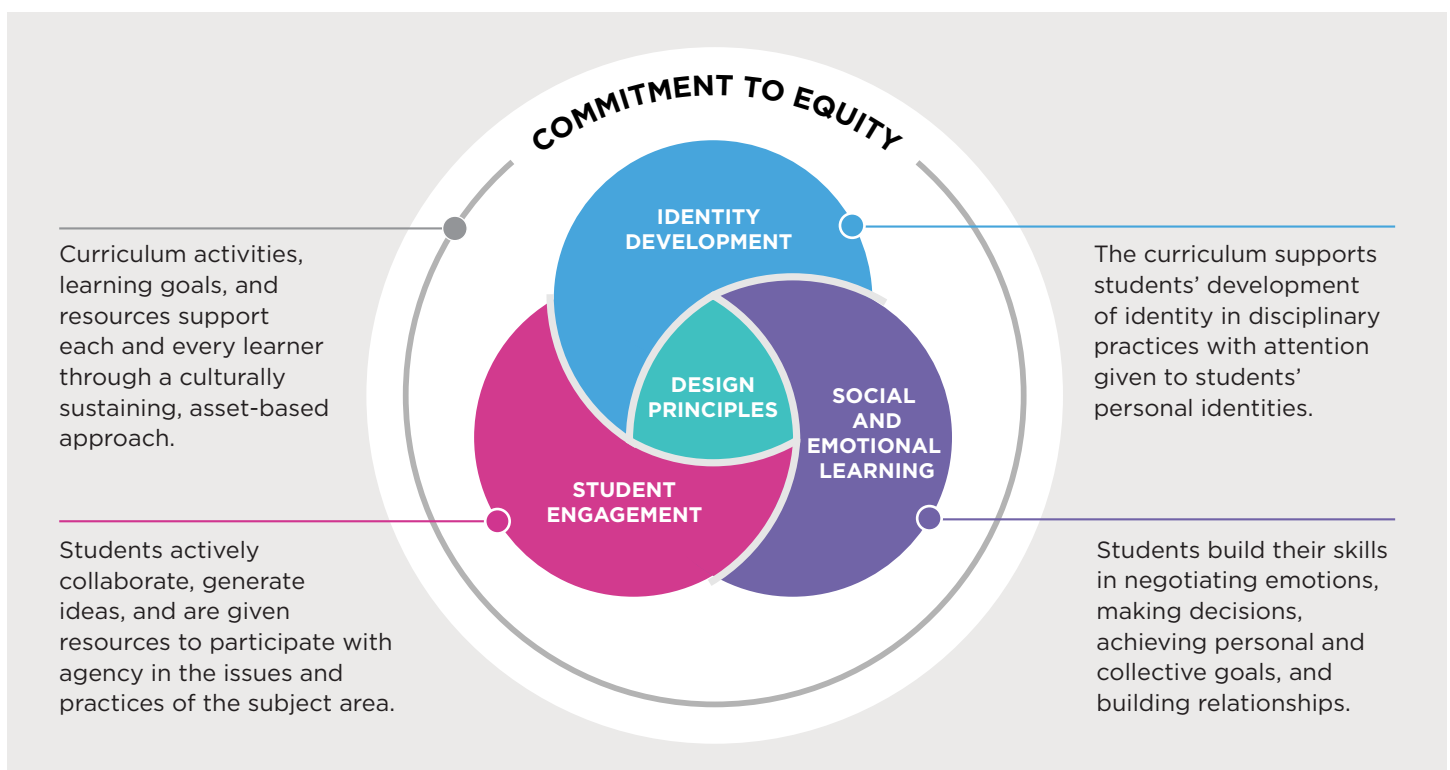 COMMITMENT TO EQUITY
IDENTITY
DEVELOPMENT
DESIGN
PRINCIPLES
SOCIAL
AND
EMOTIONAL
LEARNING
STUDENT
ENGAGEMENT
Curriculum activities,
learning goals, and
resources support
each and every learner
through a culturally
sustaining, asset-based
approach.
The curriculum supports
students’ development
of identity in disciplinary
practices with attention
given to students’
personal identities.
Students actively
collaborate, generate
ideas, and are given
resources to participate with
agency in the issues and
practices of the subject area.
Students build their skills
in negotiating emotions,
making decisions,
achieving personal and
collective goals, and
building relationships.